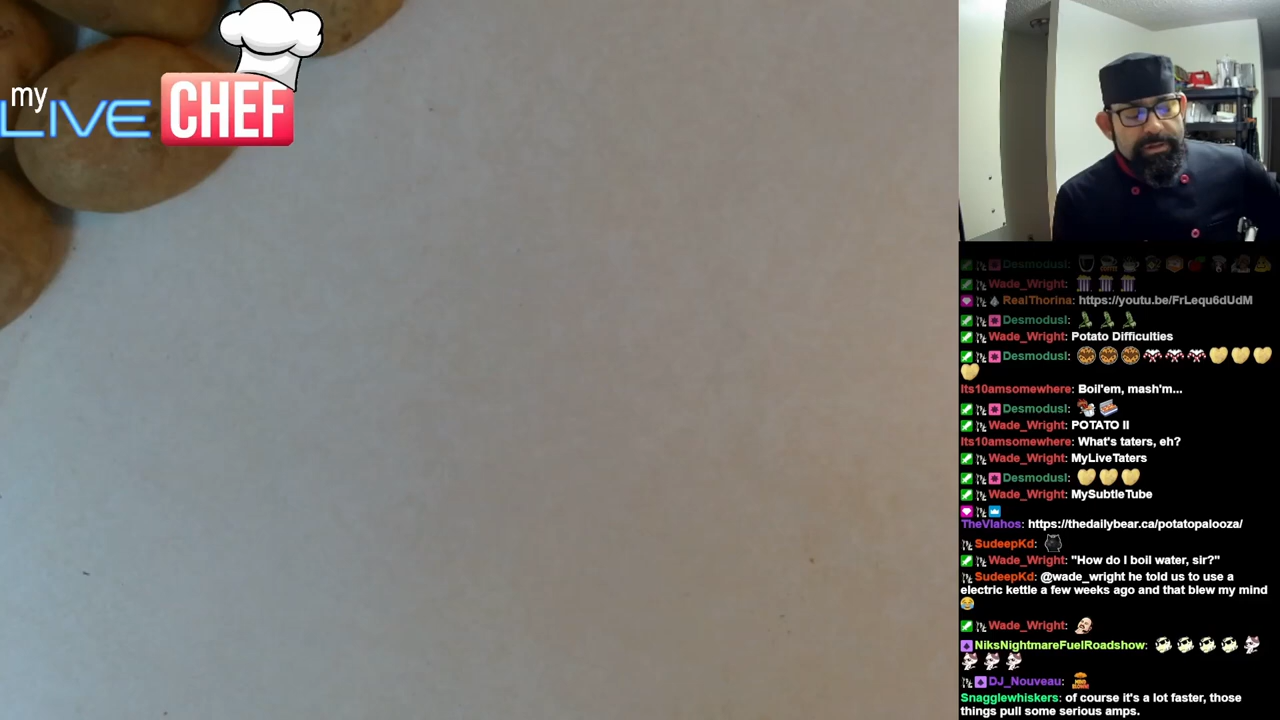 my
LIVE CHEF
Desmodusl:
Wade_Wright:
RealThorina: https://youtu.be/FrLequ6dUdM
Desmodusl:
Wade_Wright: Potato Difficulties
Desmodusl:
Its10amsomewhere: Boil'em, mash'm...
Desmodusl:
Wade_Wright: POTATO II
Its10amsomewhere: What's taters, eh?
Wade_Wright: MyLiveTaters
Desmodusl:
Wade_Wright: MySubtleTube
TheVlahos: https://thedailybear.ca/potatopalooza/
SudeepKd:
Wade_Wright: "How do I boil water, sir?"
SudeepKd: @wade_wright he told us to use a
electric kettle a few weeks ago and that blew my mind
Wade_Wright:
NiksNightmareFuelRoadshow:
DJ_Nouveau:
Snagglewhiskers: of course it's a lot faster, those
things pull some serious amps.